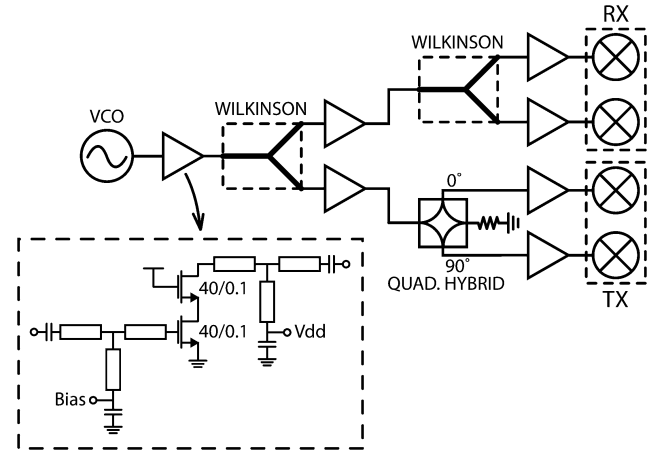 RX
WILKINSON
VCO
WILKINSON
0°
90°
QUAD. HYBRID
TX
40/0.1
40/0.1
Vdd
Bias